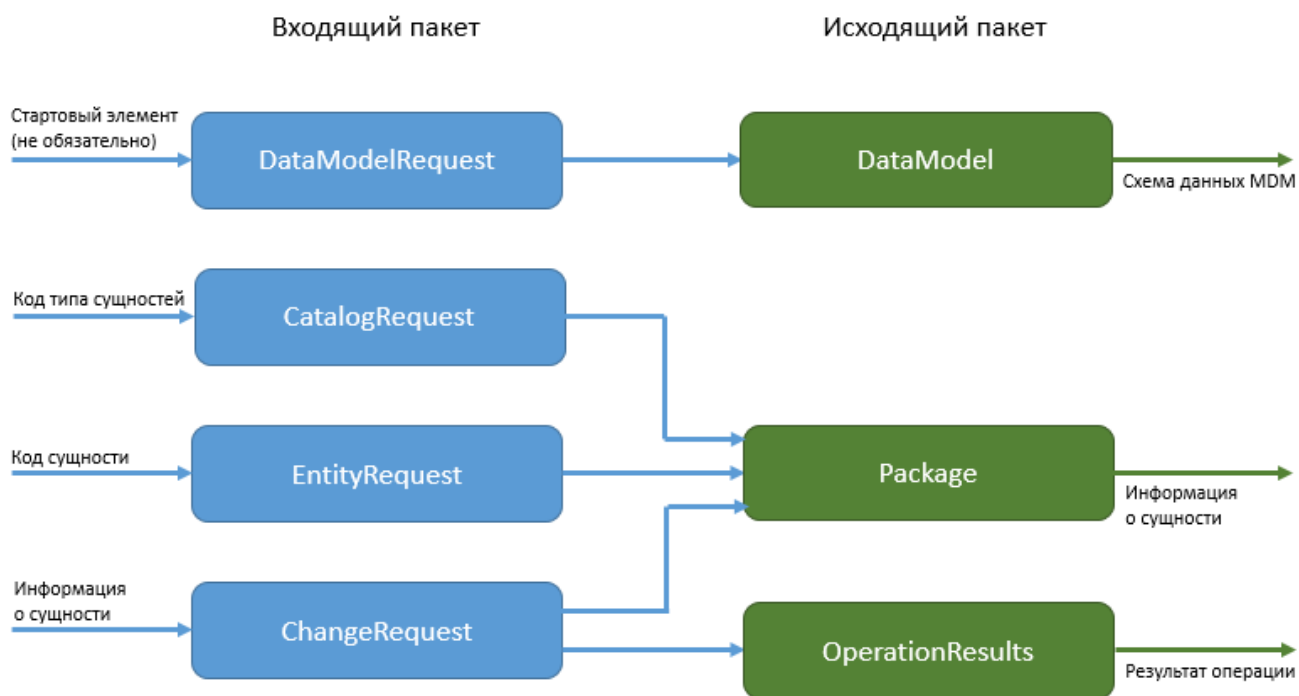 Входящий пакет
Исходящий пакет
Стартовый элемент
(не обязательно)
DataModelRequest
DataModel
Схема данных MDM
Код типа сущностей
CatalogRequest
Код сущности
EntityRequest
Package
Информация
о сущности
Информация
о сущности
ChangeRequest
OperationResults
Результат операции